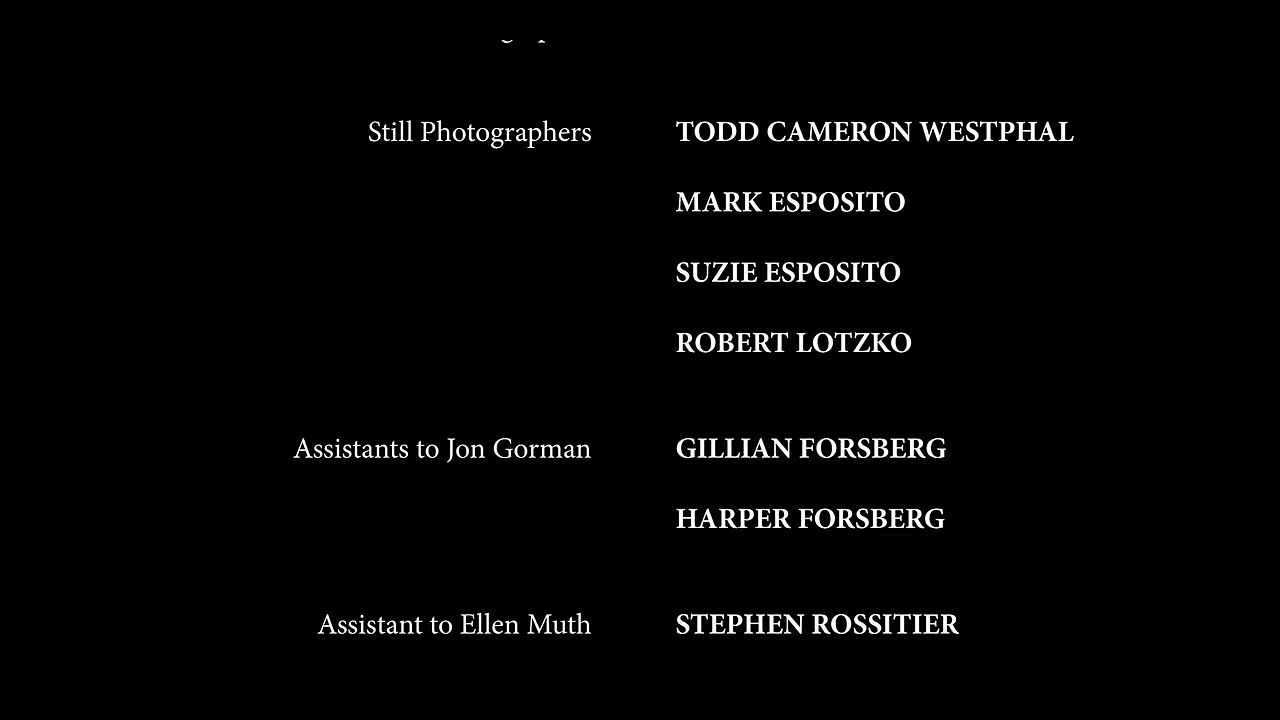 Still Photographers TODD CAMERON WESTPHAL
MARK ESPOSITO
SUZIE ESPOSITO
ROBERT LOTZKO
Assistants to Jon Gorman GILLIAN FORSBERG
HARPER FORSBERG
Assistant to Ellen Muth STEPHEN ROSSITIER